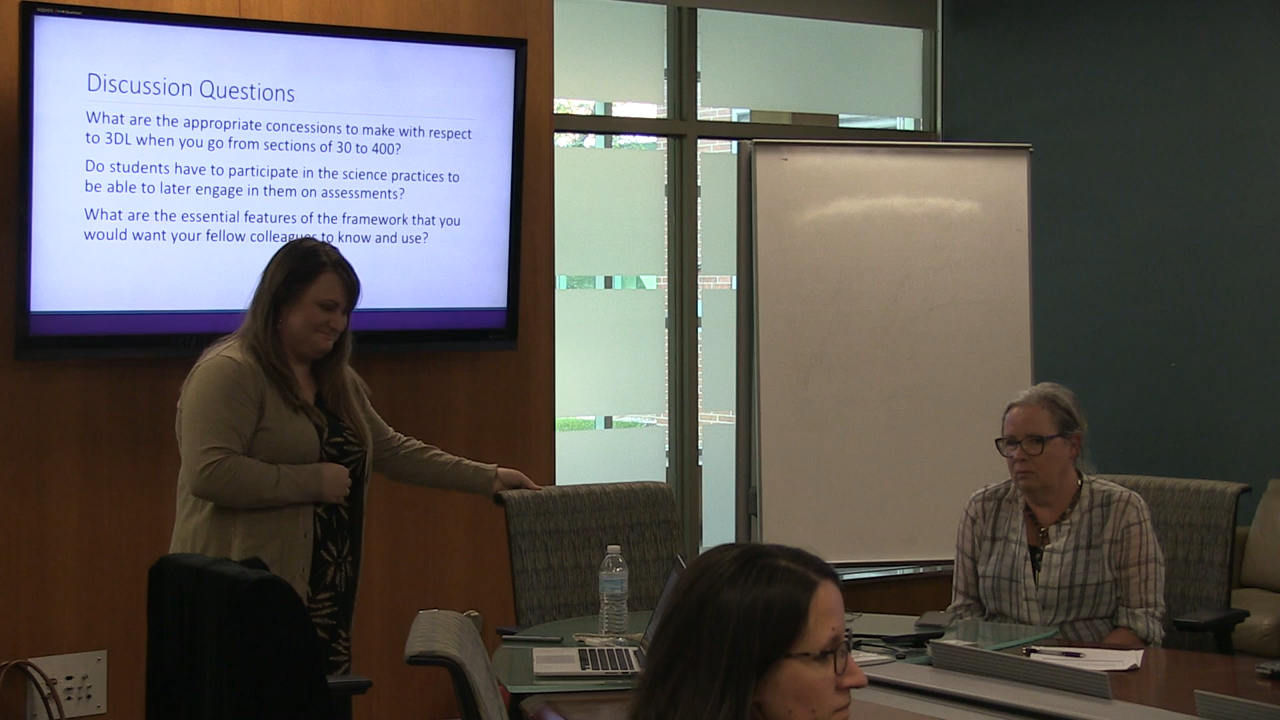 Discussion Questions
What are the appropriate concessions to make with respect
to 3DL when you go from sections of 30 to 400?
Do students have to participate in the science practices to
be able to later engage in them on assessments?
What are the essential features of the framework that you
would want your fellow colleagues to know and use?